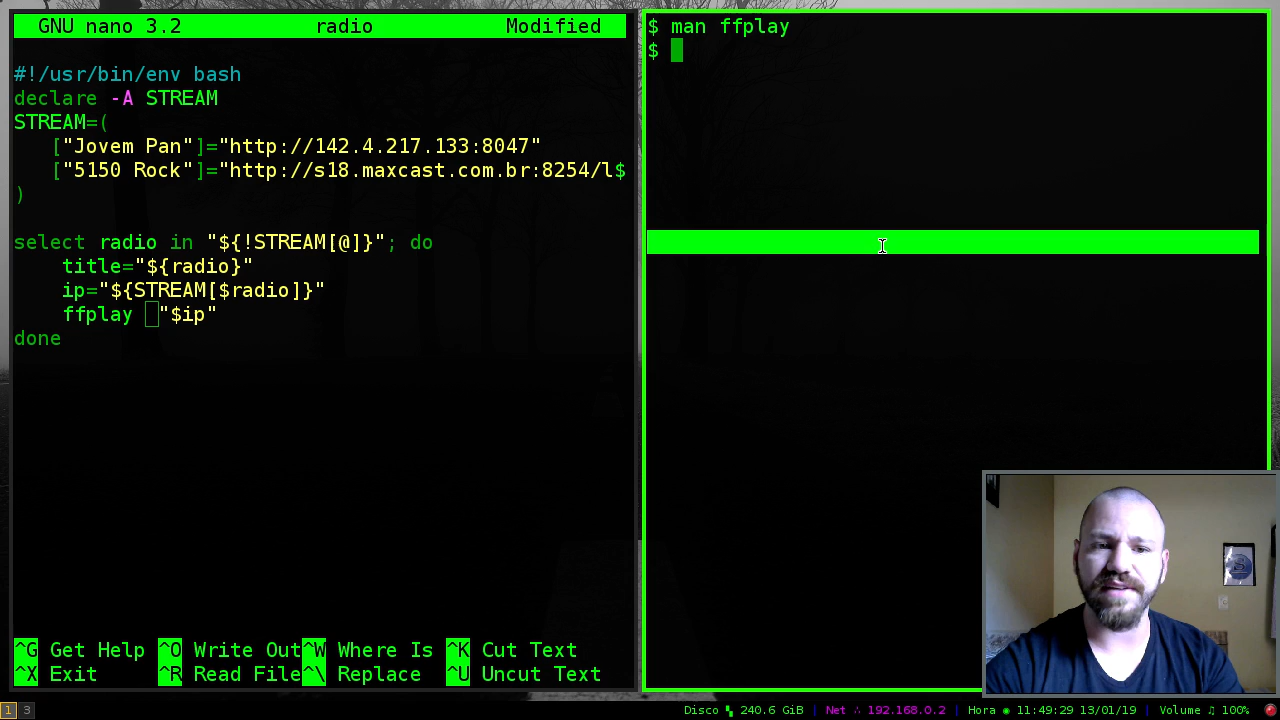 GNU nano 3.2 radio Modified
#!/usr/bin/env bash
declare -A STREAM
STREAM=(
["Jovem Pan"]="http://142.4.217.133:8047"
["5150 Rock"]="http://s18.maxcast.com.br:8254/l$
)
select radio in "${!STREAM[@]}"; do
title="${radio}"
ip="${STREAM[$radio]}"
ffplay "$ip"
done
^G Get Help ^O Write Out ^W Where Is ^K Cut Text
^X Exit ^R Read File ^\ Replace ^U Uncut Text
$ man ffplay
$
1 3 Disco ▚ 240.6 GiB | Net ∴ 192.168.0.2 | Hora ◉ 11:49:29 13/01/19 | Volume ♫ 100%